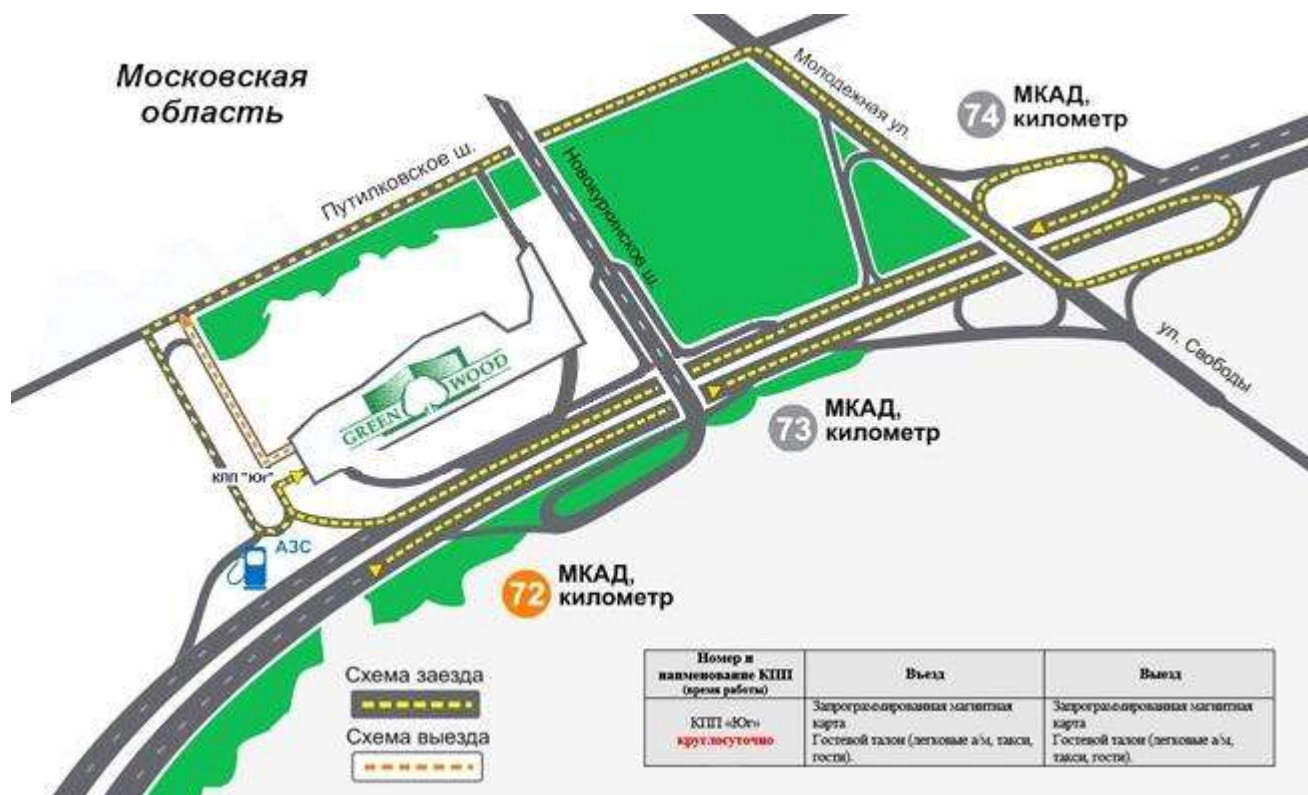 Московская
область
Путилковское ш.
Новокуркинское ш.
Молодежная ул.
74 МКАД,
километр
ул. Свободы
GREEN WOOD
73 МКАД,
километр
КПП "Юг"
АЗС
72 МКАД,
километр
Схема заезда
Схема выезда
Номер и
наименование КПП
(время работы)
Въезд
Выезд
КПП «Юг»
круглосуточно
Запрограммированная магнитная
карта
Гостевой талон (легковые а/м, такси,
гости).
Запрограммированная магнитная
карта
Гостевой талон (легковые а/м,
такси, гости).